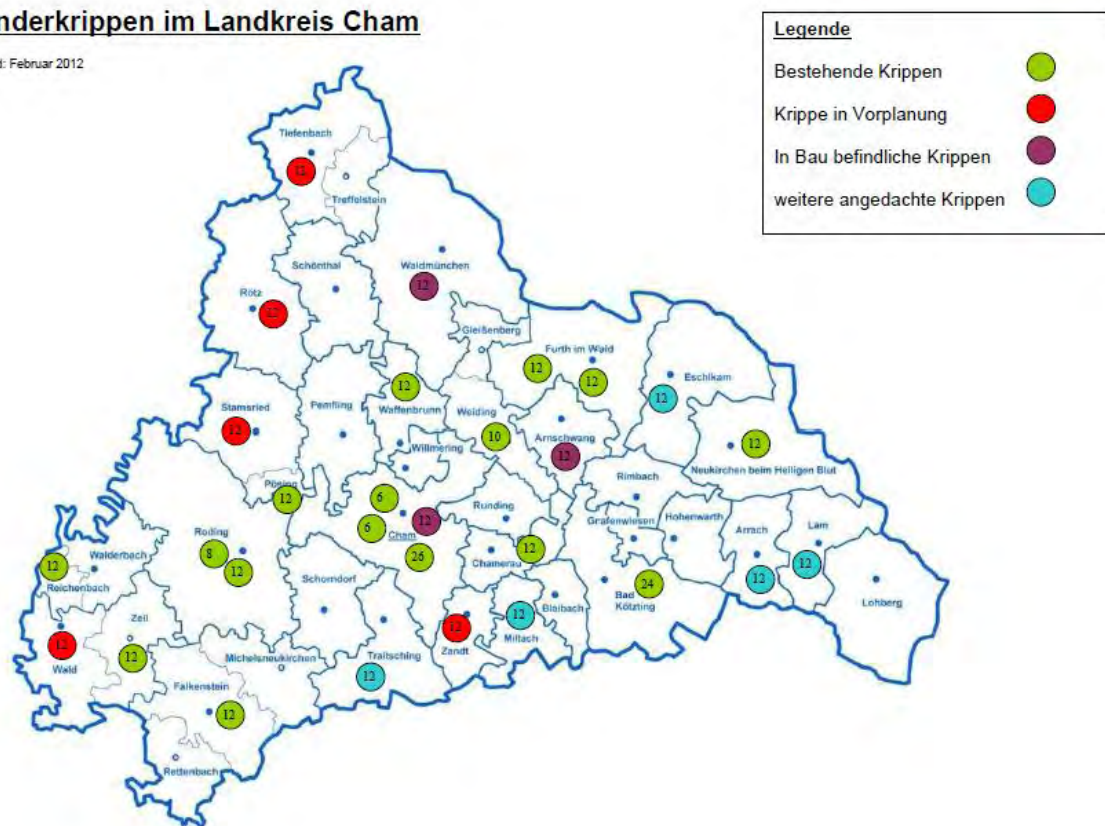 nderkrippen im Landkreis Cham
d: Februar 2012
Legende
Bestehende Krippen
Krippe in Vorplanung
In Bau befindliche Krippen
weitere angedachte Krippen
Tiefenbach
12
Treffelstein
Schönthal
Waldmünchen
12
Rötz
12
Gleißenberg
Furth im Wald
12
12
Eschlkam
12
12
Waffenbrunn
Stamsried
12
Pemfling
Weiding
10
Arnschwang
12
12
Neukirchen beim Heiligen Blut
Willmering
Rimbach
Pösing
12
6
6
Cham
12
26
Runding
Grafenwiesen
Hohenwarth
Arrach
12
Lam
12
Roding
8
12
Chamerau
12
Walderbach
12
Reichenbach
Schorndorf
Blaibach
Bad
Kötzting
24
Lohberg
Zell
12
12
Wald
12
Zandt
12
Miltach
Michelsneukirchen
Traitsching
12
Falkenstein
12
Rettenbach